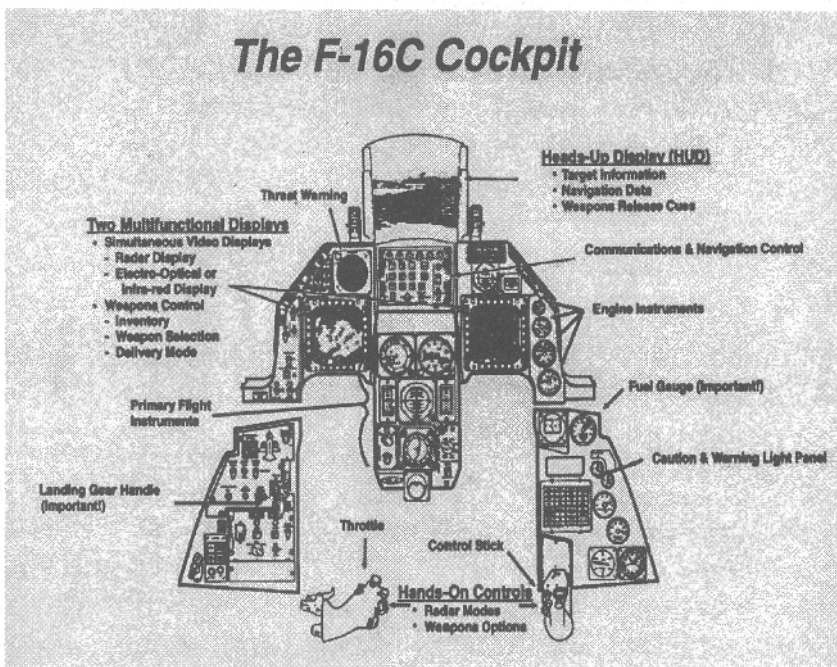 The F-16C Cockpit
Heads-Up Display (HUD)
• Target Information
• Navigation Data
• Weapons Release Cues
Threat Warning
Two Multifunctional Displays
• Simultaneous Video Displays
- Radar Display
- Electro-Optical or
Infra-red Display
• Weapons Control
- Inventory
- Weapon Selection
- Delivery Mode
Communications & Navigation Control
Engine Instruments
Primary Flight
Instruments
Fuel Gauge (Important!)
Caution & Warning Light Panel
Landing Gear Handle
(Important!)
Throttle
Control Stick
Hands-On Controls
• Radar Modes
• Weapons Options